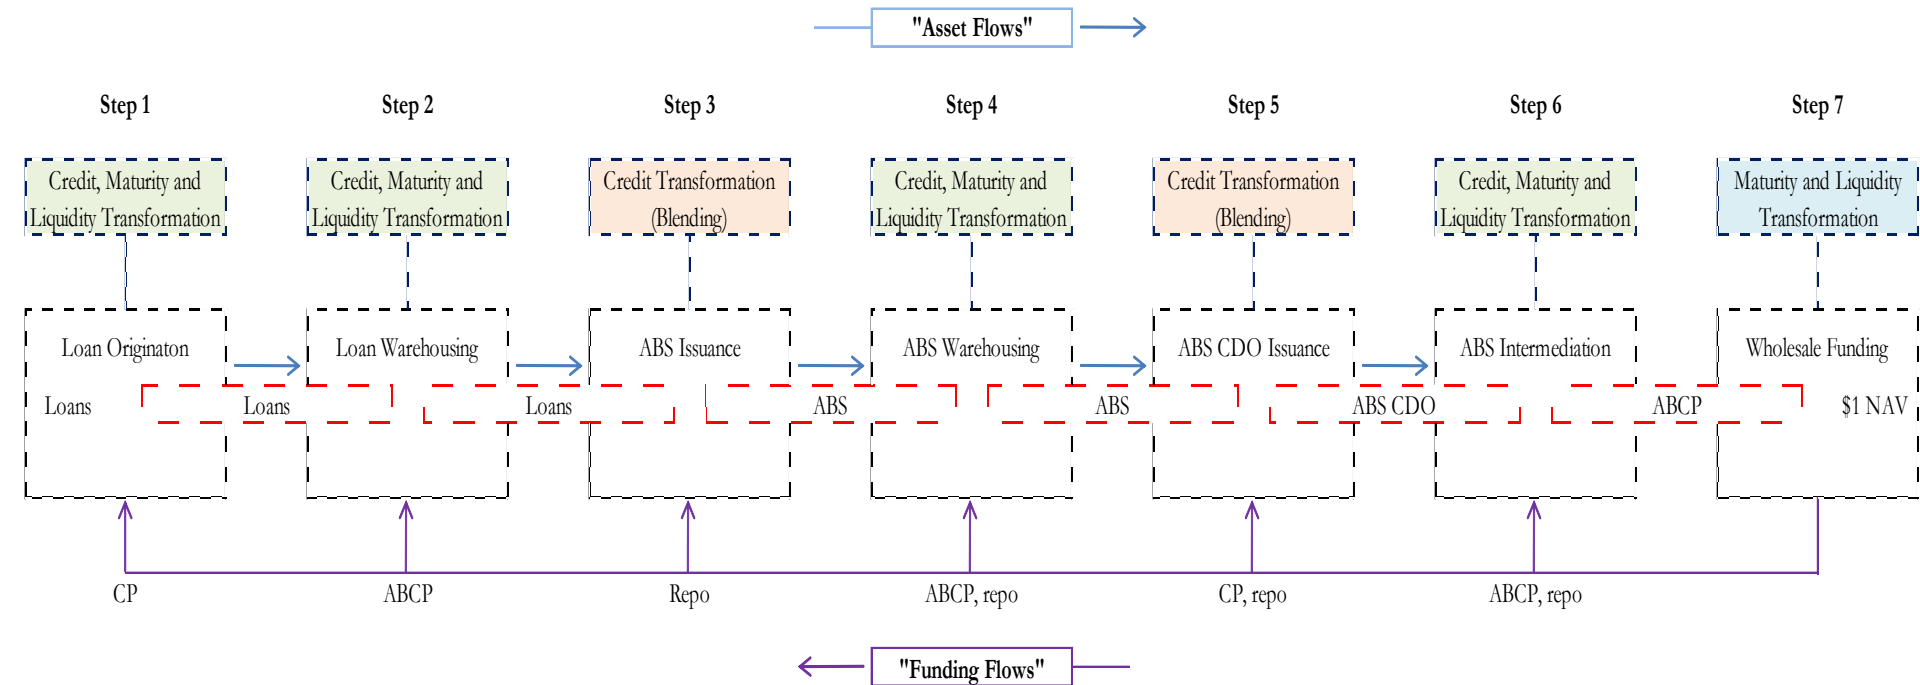 "Asset Flows"
Step 1
Step 2
Step 3
Step 4
Step 5
Step 6
Step 7
Credit, Maturity and
Liquidity Transformation
Credit, Maturity and
Liquidity Transformation
Credit Transformation
(Blending)
Credit, Maturity and
Liquidity Transformation
Credit Transformation
(Blending)
Credit, Maturity and
Liquidity Transformation
Maturity and Liquidity
Transformation
Loan Originaton
Loan Warehousing
ABS Issuance
ABS Warehousing
ABS CDO Issuance
ABS Intermediation
Wholesale Funding
Loans
Loans
Loans
ABS
ABS
ABS CDO
ABCP
$1 NAV
CP
ABCP
Repo
ABCP, repo
CP, repo
ABCP, repo
"Funding Flows"